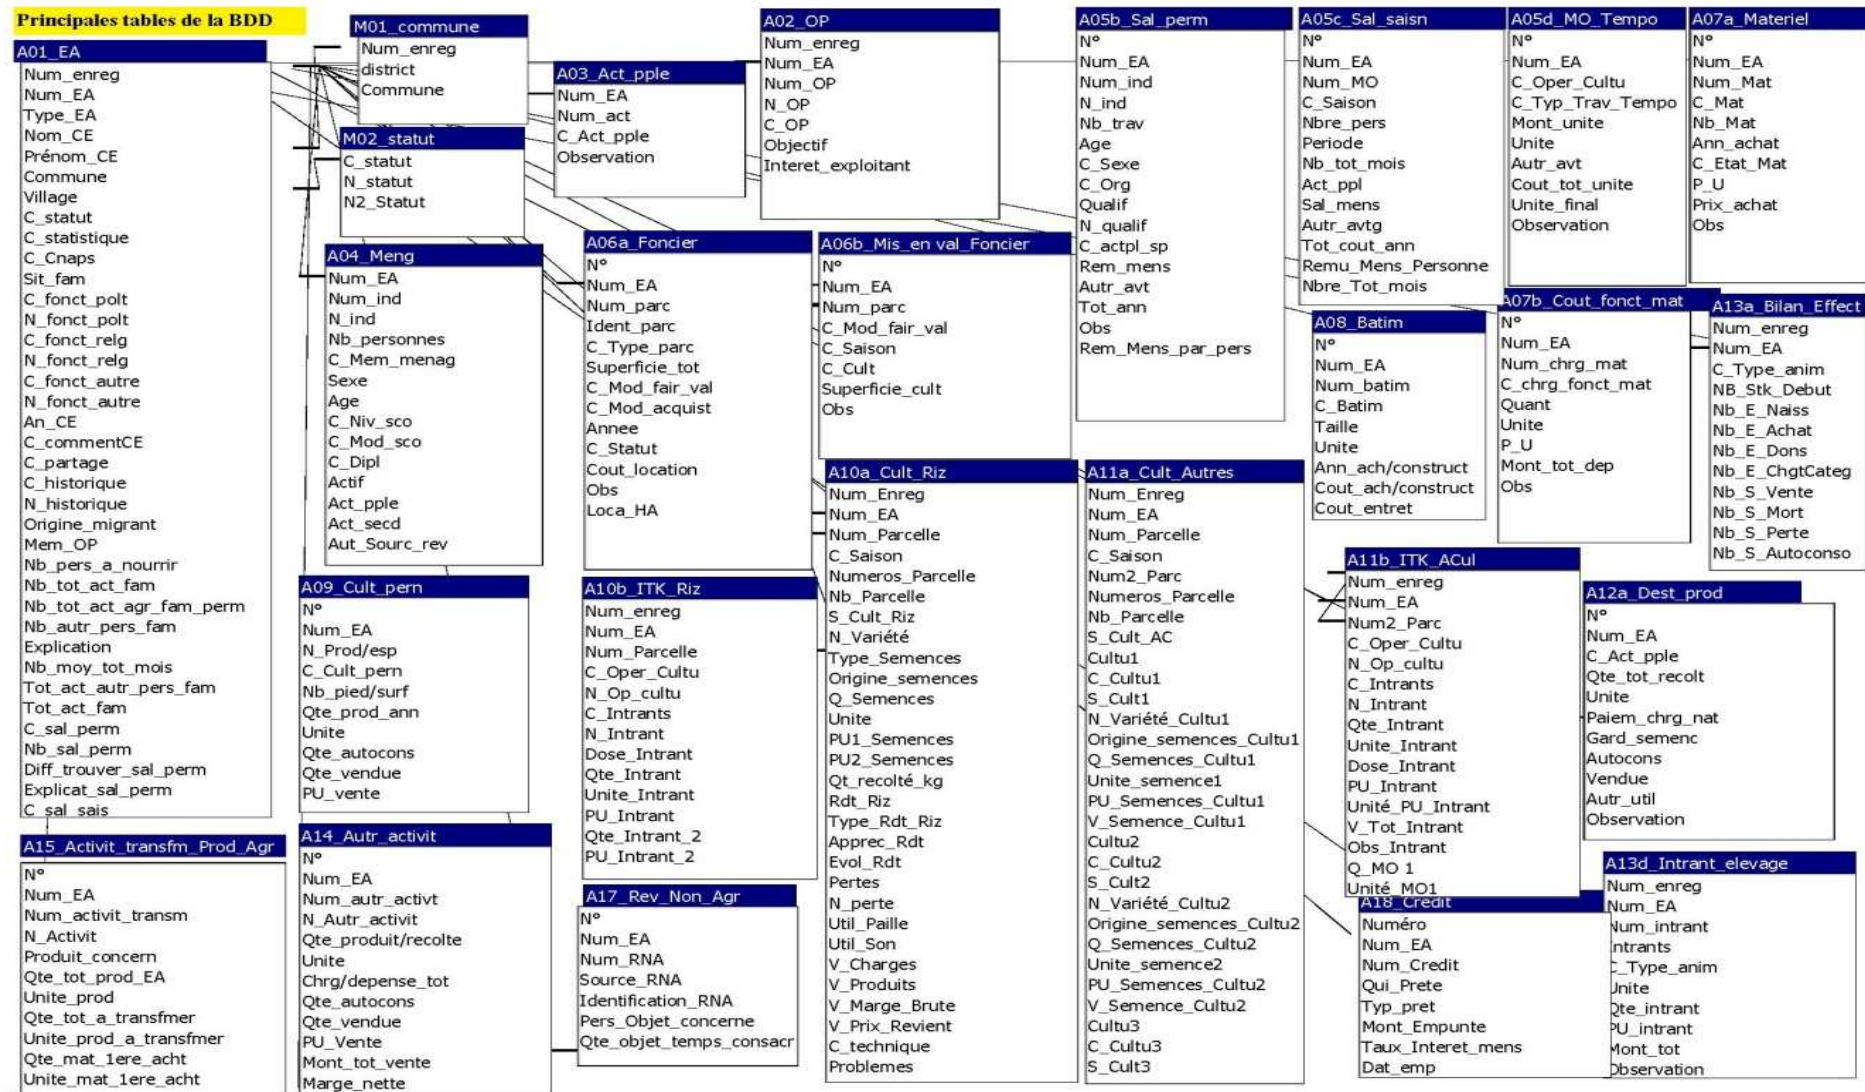 Principales tables de la BDD
A01_EA
Num_enreg
Num_EA
Type_EA
Nom_CE
Prénom_CE
Commune
Village
C_statut
C_statistique
C_Cnaps
Sit_fam
C_fonct_polt
N_fonct_polt
C_fonct_relg
N_fonct_relg
C_fonct_autre
N_fonct_autre
An_CE
C_commentCE
C_partage
C_historique
N_historique
Origine_migrant
Mem_OP
Nb_pers_a_nourrir
Nb_tot_act_fam
Nb_tot_act_agr_fam_perm
Nb_autr_pers_fam
Explication
Nb_moy_tot_mois
Tot_act_autr_pers_fam
Tot_act_fam
C_sal_perm
Nb_sal_perm
Diff_trouver_sal_perm
Explicat_sal_perm
C_sal_sais
A15_Activit_transfm_Prod_Agr
N°
Num_EA
Num_activit_transm
N_Activit
Produit_concern
Qte_tot_prod_EA
Unite_prod
Qte_tot_a_transfmer
Unite_prod_a_transfmer
Qte_mat_1ere_acht
Unite_mat_1ere_acht
M01_commune
Num_enreg
district
Commune
M02_statut
C_statut
N_statut
N2_Statut
A04_Meng
Num_EA
Num_ind
N_ind
Nb_personnes
C_Mem_menag
Sexe
Age
C_Niv_sco
C_Mod_sco
C_Dipl
Actif
Act_pple
Act_secd
Aut_Sourc_rev
A09_Cult_pern
N°
Num_EA
N_Prod/esp
C_Cult_pern
Nb_pied/surf
Qte_prod_ann
Unite
Qte_autocons
Qte_vendue
PU_vente
A14_Autr_activit
N°
Num_EA
Num_autr_activt
N_Autr_activit
Qte_produit/recolte
Unite
Chrg/depense_tot
Qte_autocons
Qte_vendue
PU_Vente
Mont_tot_vente
Marge_nette
A03_Act_pple
Num_EA
Num_act
C_Act_pple
Observation
A02_OP
Num_enreg
Num_EA
Num_OP
N_OP
C_OP
Objectif
Interet_exploitant
A06a_Foncier
N°
Num_EA
Num_parc
Ident_parc
C_Type_parc
Superficie_tot
C_Mod_fair_val
C_Mod_acquist
Annee
C_Statut
Cout_location
Obs
Loca_HA
A06b_Mis_en val_Foncier
N°
Num_EA
Num_parc
C_Mod_fair_val
C_Saison
C_Cult
Superficie_cult
Obs
A10b_ITK_Riz
Num_enreg
Num_EA
Num_Parcelle
C_Oper_Cultu
N_Op_cultu
C_Intrants
N_Intrant
Dose_Intrant
Qte_Intrant
Unite_Intrant
PU_Intrant
Qte_Intrant_2
PU_Intrant_2
A17_Rev_Non_Agr
N°
Num_EA
Num_RNA
Source_RNA
Identification_RNA
Pers_Objet_concerne
Qte_objet_temps_consacr
A10a_Cult_Riz
Num_Enreg
Num_EA
Num_Parcelle
C_Saison
Numeros_Parcelle
Nb_Parcelle
S_Cult_Riz
N_Variété
Type_Semences
Origine_semences
Q_Semences
Unite
PU1_Semences
PU2_Semences
Qt_recolté_kg
Rdt_Riz
Type_Rdt_Riz
Apprec_Rdt
Evol_Rdt
Pertes
N_perte
Util_Paille
Util_Son
V_Charges
V_Produits
V_Marge_Brute
V_Prix_Revient
C_technique
Problemes
A05b_Sal_perm
N°
Num_EA
Num_ind
N_ind
Nb_trav
Age
C_Sexe
C_Org
Qualif
N_qualif
C_actpl_sp
Rem_mens
Autr_avt
Tot_ann
Obs
Rem_Mens_par_pers
A11a_Cult_Autres
Num_Enreg
Num_EA
Num_Parcelle
C_Saison
Num2_Parc
Numeros_Parcelle
Nb_Parcelle
S_Cult_AC
Cultu1
C_Cultu1
S_Cult1
N_Variété_Cultu1
Origine_semences_Cultu1
Q_Semences_Cultu1
Unite_semence1
PU_Semences_Cultu1
V_Semence_Cultu1
Cultu2
C_Cultu2
S_Cult2
N_Variété_Cultu2
Origine_semences_Cultu2
Q_Semences_Cultu2
Unite_semence2
PU_Semences_Cultu2
V_Semence_Cultu2
Cultu3
C_Cultu3
S_Cult3
A05c_Sal_saisn
N°
Num_EA
Num_MO
C_Saison
Nbre_pers
Periode
Nb_tot_mois
Act_ppl
Sal_mens
Autr_avtg
Tot_cout_ann
Remu_Mens_Personne
Nbre_Tot_mois
A05d_MO_Tempo
N°
Num_EA
C_Oper_Cultu
C_Typ_Trav_Tempo
Mont_unite
Unite
Autr_avt
Cout_tot_unite
Unite_final
Observation
A07a_Materiel
N°
Num_EA
Num_Mat
C_Mat
Nb_Mat
Ann_achat
C_Etat_Mat
P_U
Prix_achat
Obs
A08_Batim
N°
Num_EA
Num_batim
C_Batim
Taille
Unite
Ann_ach/construct
Cout_ach/construct
Cout_entret
A07b_Cout_fonct_mat
N°
Num_EA
Num_chrg_mat
C_chrg_fonct_mat
Quant
Unite
P_U
Mont_tot_dep
Obs
A13a_Bilan_Effect
Num_enreg
Num_EA
C_Type_anim
NB_Stk_Debut
Nb_E_Naiss
Nb_E_Achat
Nb_E_Dons
Nb_E_ChgtCateg
Nb_S_Vente
Nb_S_Mort
Nb_S_Perte
Nb_S_Autoconso
A11b_ITK_ACul
Num_enreg
Num_EA
Num2_Parc
C_Oper_Cultu
N_Op_cultu
C_Intrants
N_Intrant
Qte_Intrant
Unite_Intrant
Dose_Intrant
PU_Intrant
Unité_PU_Intrant
V_Tot_Intrant
Obs_Intrant
Q_MO 1
Unité_MO1
A12a_Dest_prod
N°
Num_EA
C_Act_pple
Qte_tot_recolt
Unite
Paiem_chrg_nat
Gard_semenc
Autocons
Vendue
Autr_util
Observation
A18_Credit
Numéro
Num_EA
Num_Credit
Qui_Prete
Typ_pret
Mont_Empunte
Taux_Interet_mens
Dat_emp
A13d_Intrant_elevage
Num_enreg
Num_EA
Num_intrant
Intrants
C_Type_anim
Unite
Qte_intrant
PU_intrant
Mont_tot
Observation